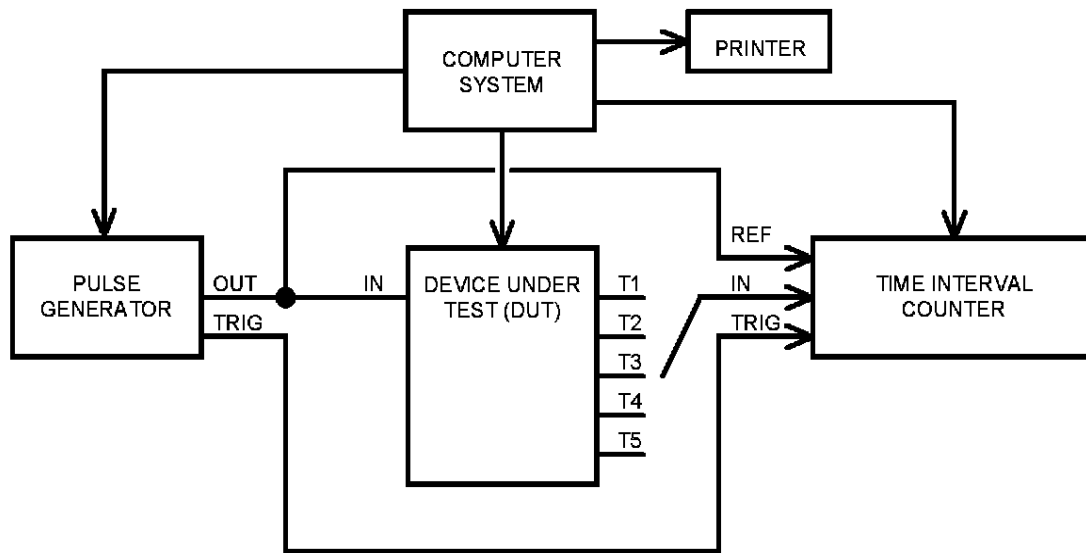 COMPUTER
SYSTEM
PRINTER
PULSE
GENERATOR
OUT
TRIG
IN
DEVICE UNDER
TEST (DUT)
T1
T2
T3
T4
T5
REF
IN
TRIG
TIME INTERVAL
COUNTER